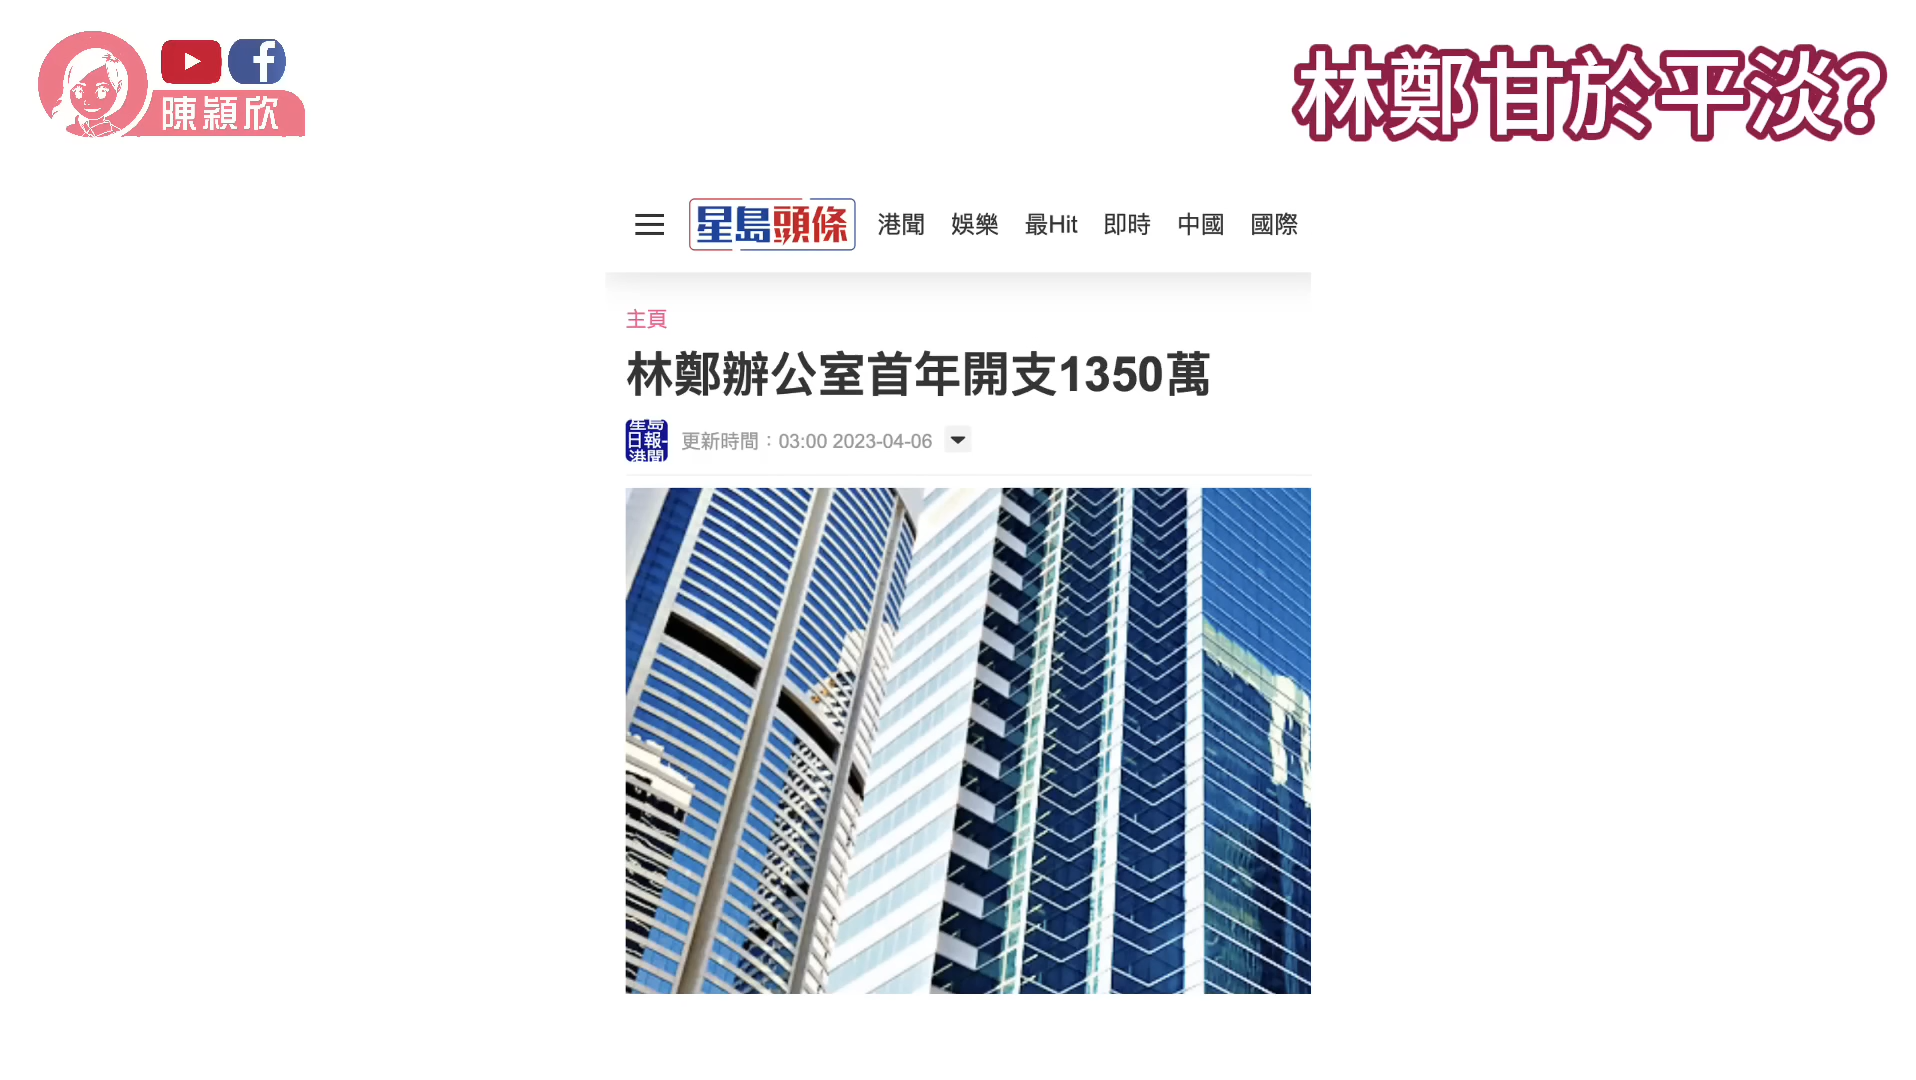 陳穎欣
林鄭甘於平淡?
星島頭條 港聞 娛樂 最Hit 即時 中國 國際
主頁
林鄭辦公室首年開支1350萬
星島
日報-
港聞
更新時間：03:00 2023-04-06